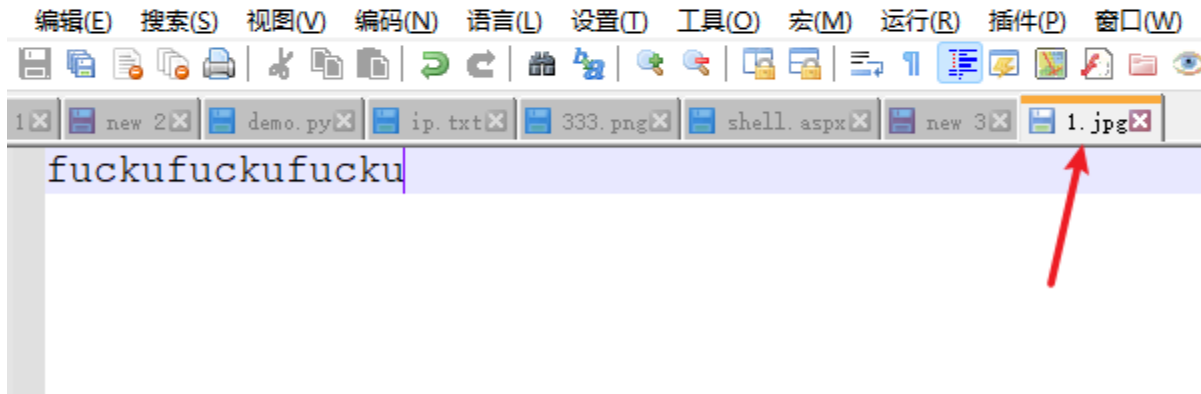 编辑(E) 搜索(S) 视图(V) 编码(N) 语言(L) 设置(T) 工具(O) 宏(M) 运行(R) 插件(P) 窗口(W)
1 new 2 demo.py ip.txt 333.png shell.aspx new 3 1.jpg
fuckufuckufucku